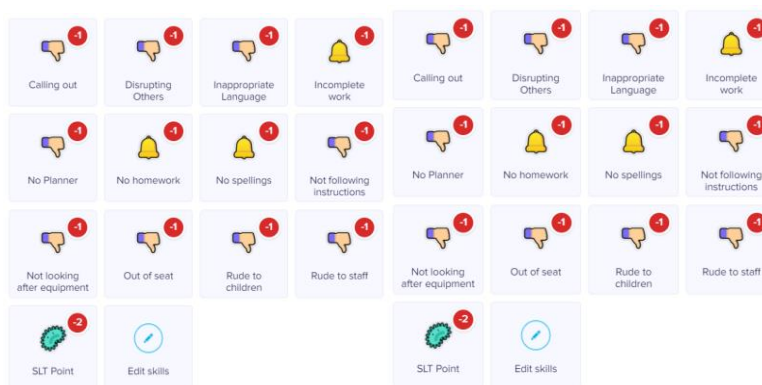 -1 -1 -1 -1
Calling out Disrupting Others Inappropriate Language Incomplete work
-1 -1 -1 -1
No Planner No homework No spellings Not following instructions
-1 -1 -1 -1
Not looking after equipment Out of seat Rude to children Rude to staff
-2
SLT Point Edit skills
-1 -1 -1 -1
Calling out Disrupting Others Inappropriate Language Incomplete work
-1 -1 -1 -1
No Planner No homework No spellings Not following instructions
-1 -1 -1 -1
Not looking after equipment Out of seat Rude to children Rude to staff
-2
SLT Point Edit skills